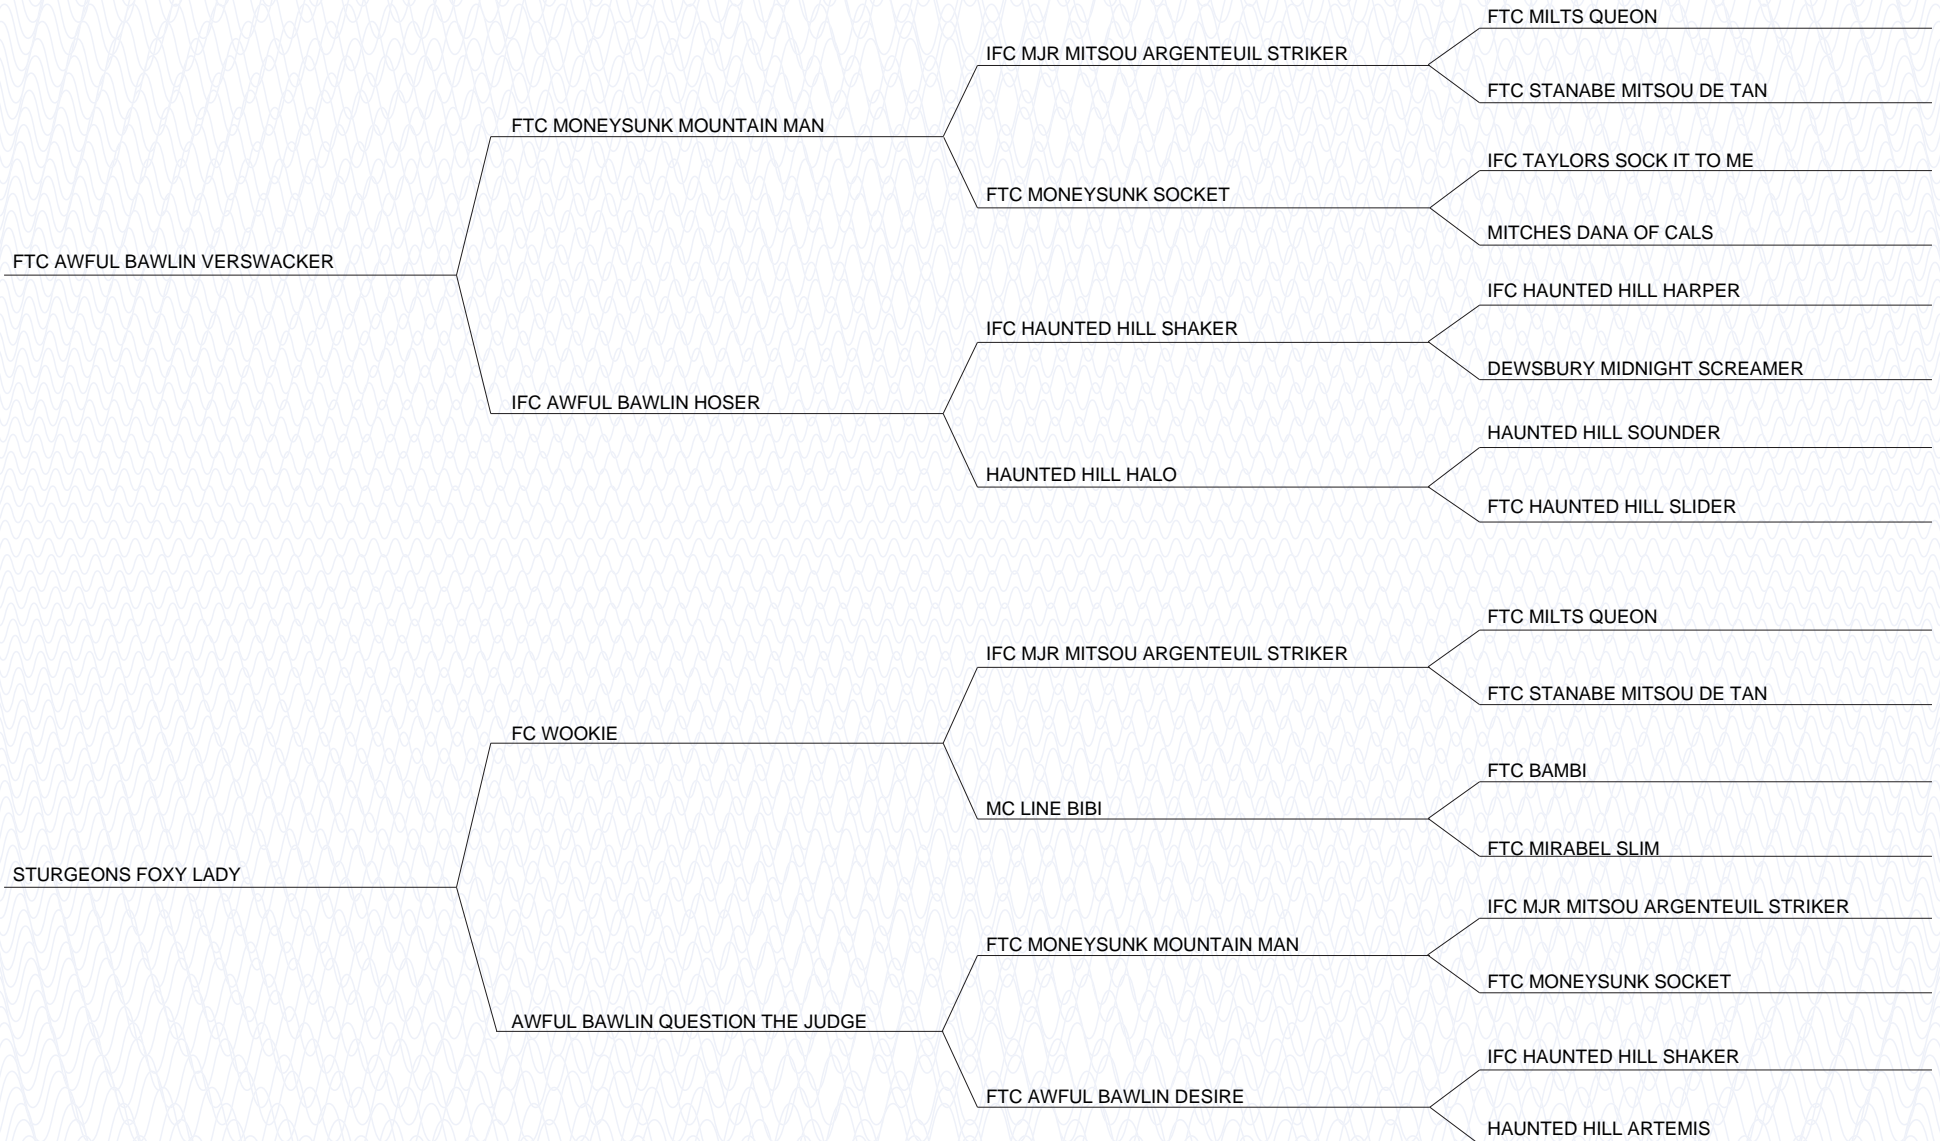 FTC MILTS QUEON
IFC MJR MITSOU ARGENTEUIL STRIKER
FTC STANABE MITSOU DE TAN
FTC MONEYSUNK MOUNTAIN MAN
IFC TAYLORS SOCK IT TO ME
FTC MONEYSUNK SOCKET
MITCHES DANA OF CALS
FTC AWFUL BAWLIN VERSWACKER
IFC HAUNTED HILL HARPER
IFC HAUNTED HILL SHAKER
DEWSBURY MIDNIGHT SCREAMER
IFC AWFUL BAWLIN HOSER
HAUNTED HILL SOUNDER
HAUNTED HILL HALO
FTC HAUNTED HILL SLIDER
FTC MILTS QUEON
IFC MJR MITSOU ARGENTEUIL STRIKER
FTC STANABE MITSOU DE TAN
FC WOOKIE
FTC BAMBI
MC LINE BIBI
FTC MIRABEL SLIM
STURGEONS FOXY LADY
IFC MJR MITSOU ARGENTEUIL STRIKER
FTC MONEYSUNK MOUNTAIN MAN
FTC MONEYSUNK SOCKET
AWFUL BAWLIN QUESTION THE JUDGE
IFC HAUNTED HILL SHAKER
FTC AWFUL BAWLIN DESIRE
HAUNTED HILL ARTEMIS